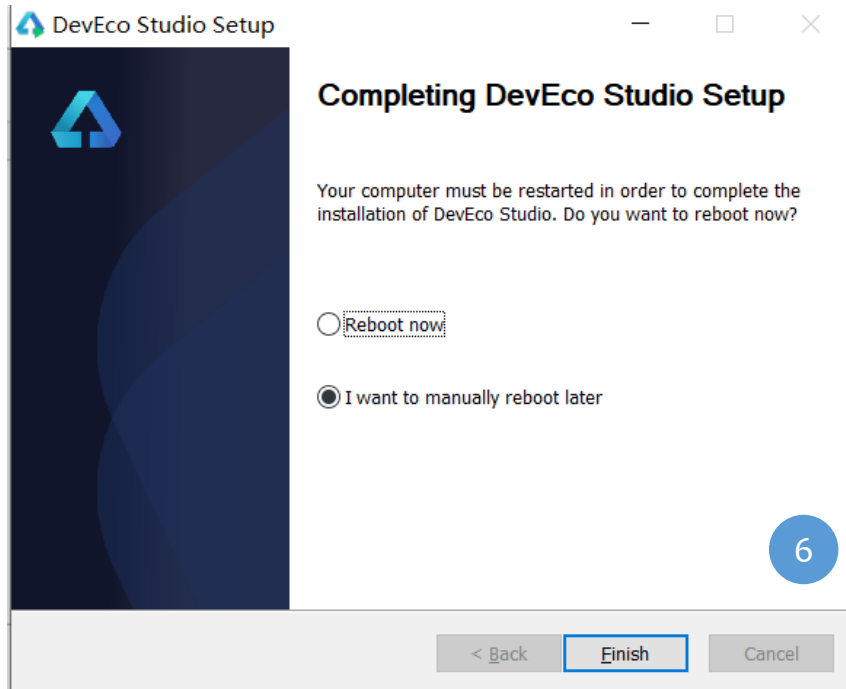 DevEco Studio Setup
Completing DevEco Studio Setup
Your computer must be restarted in order to complete the
installation of DevEco Studio. Do you want to reboot now?
Reboot now
I want to manually reboot later
6
< Back
Finish
Cancel